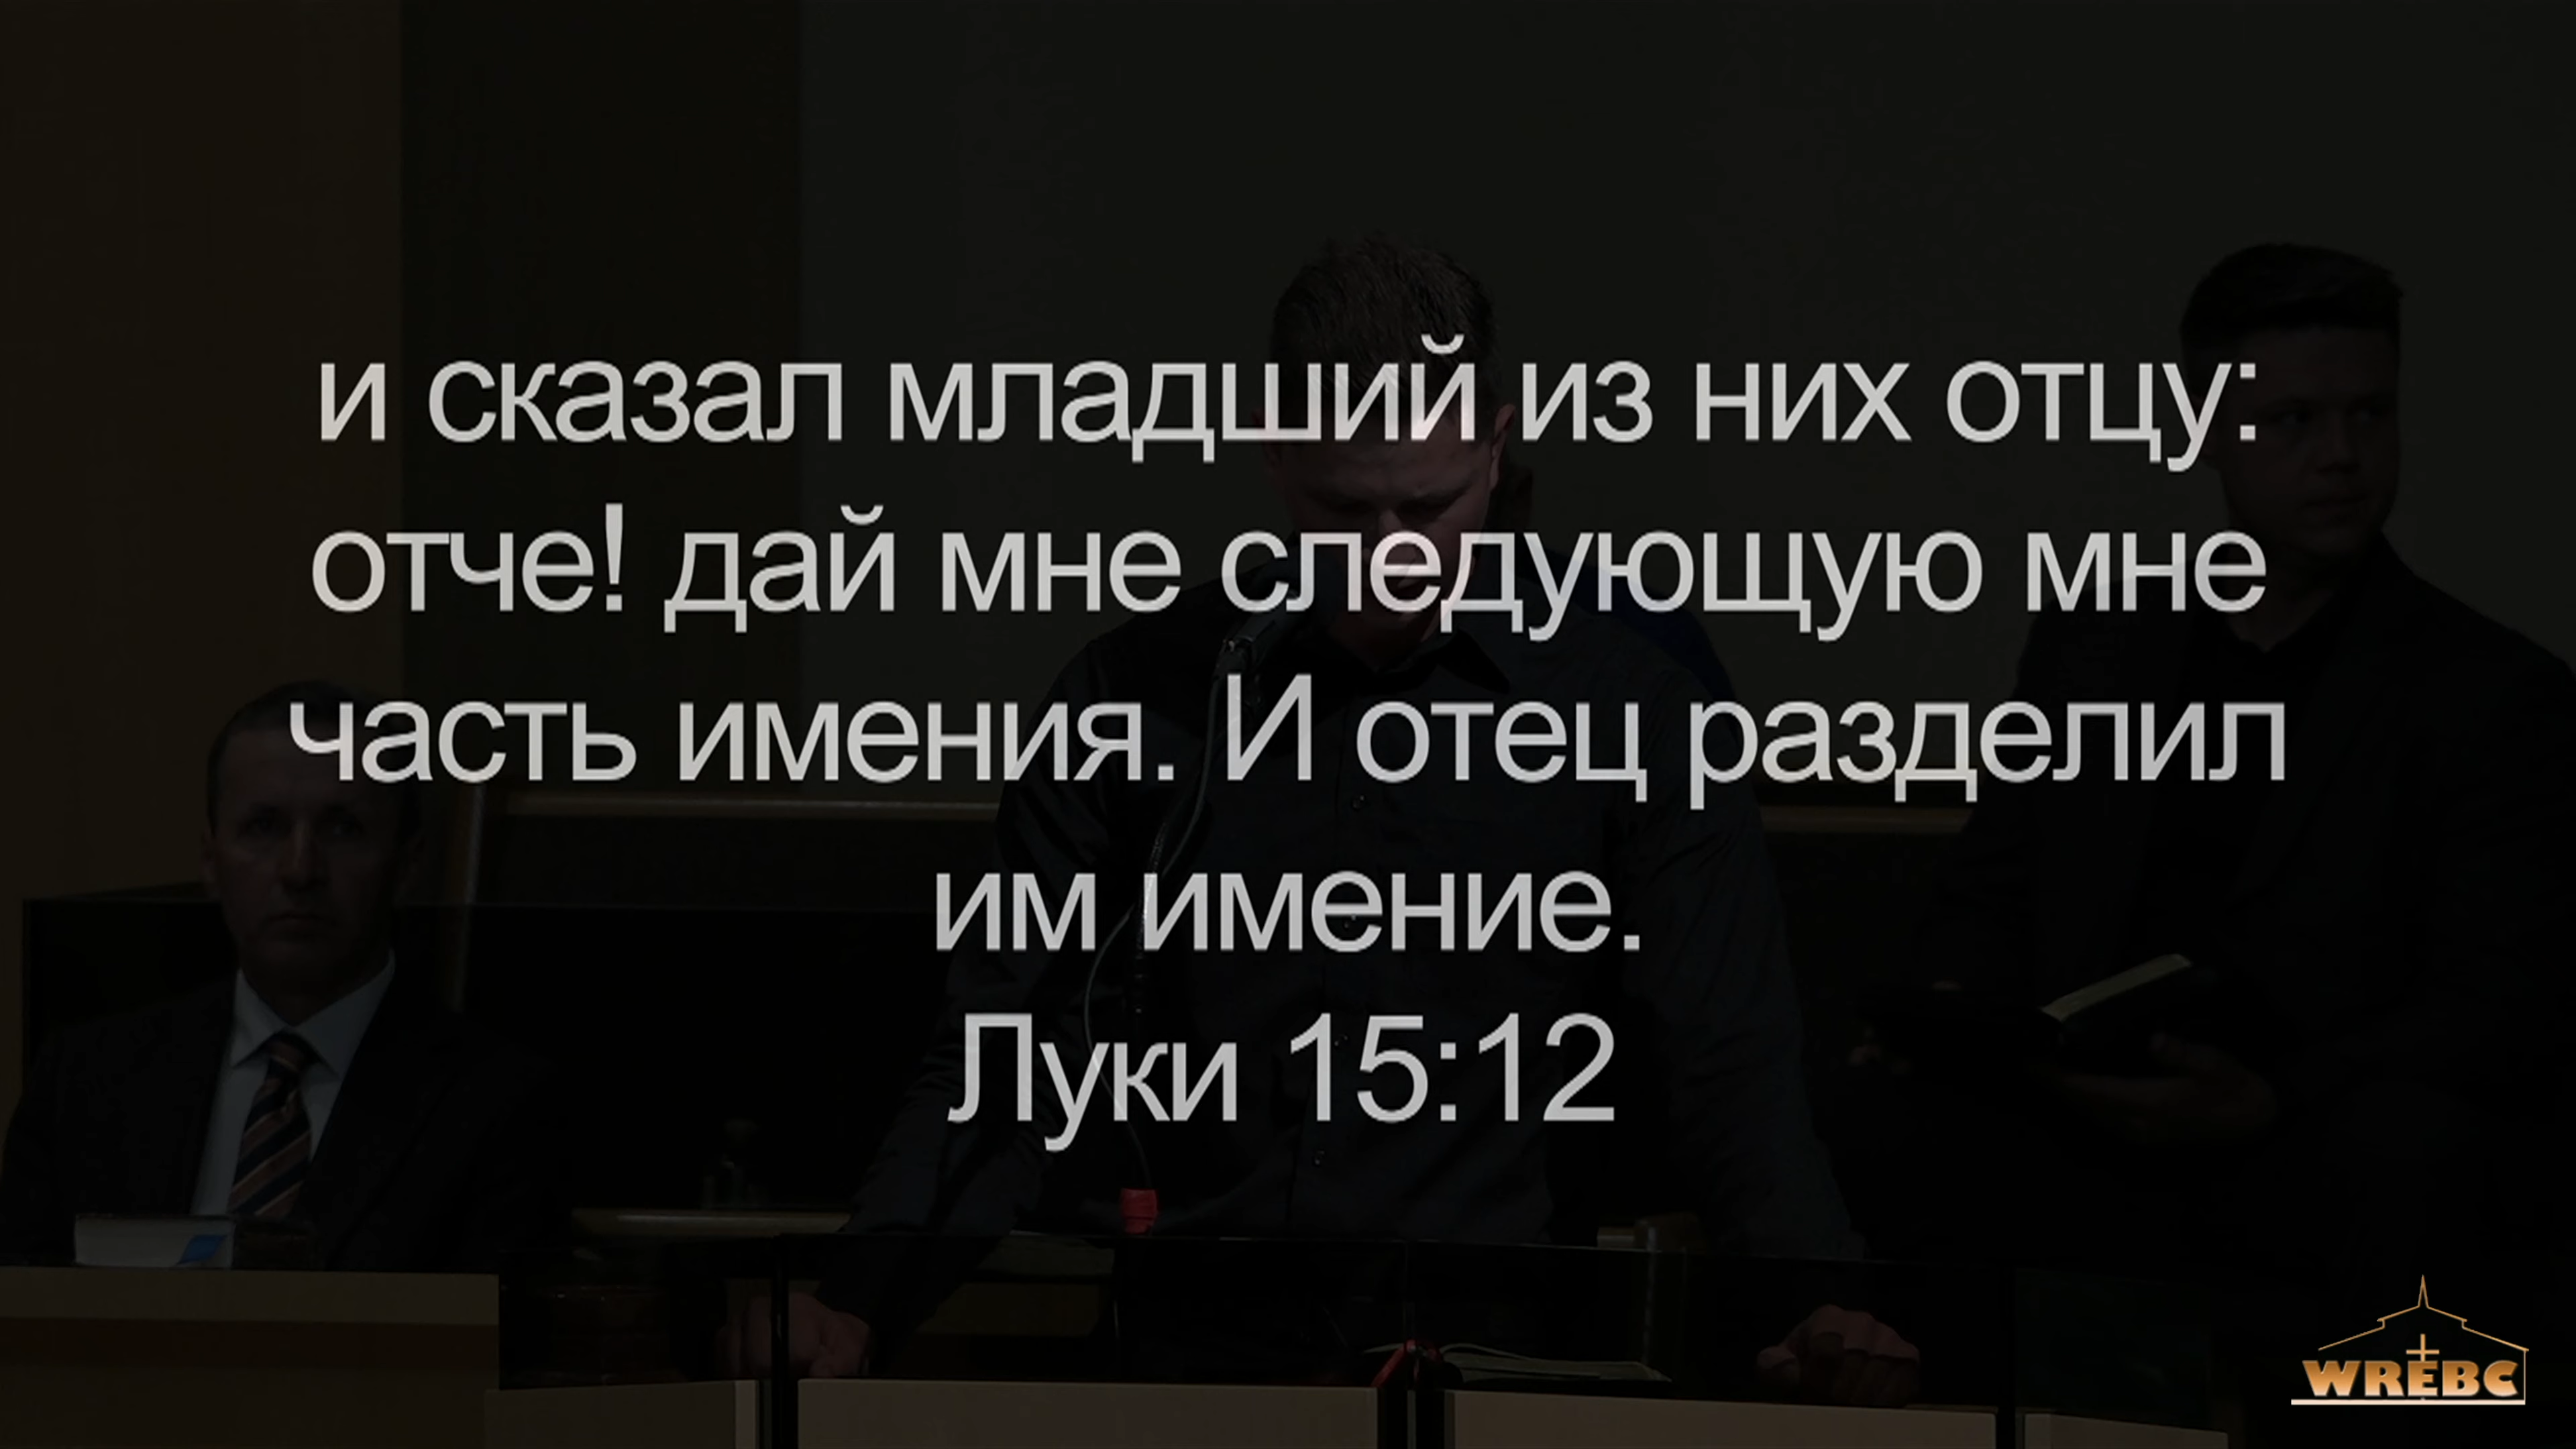 и сказал младший из них отцу:
отче! дай мне следующую мне
часть имения. И отец разделил
им имение.
Луки 15:12
WREBC